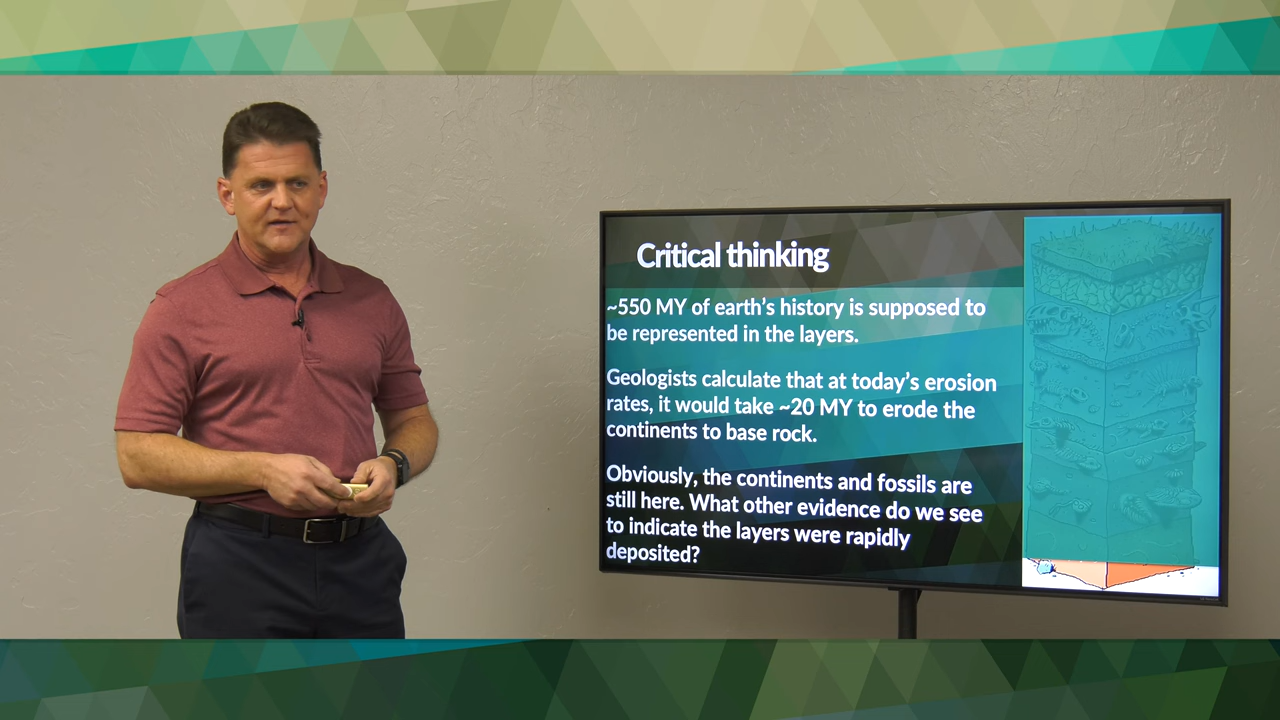 Critical thinking
~550 MY of earth's history is supposed to
be represented in the layers.
Geologists calculate that at today's erosion
rates, it would take ~20 MY to erode the
continents to base rock.
Obviously, the continents and fossils are
still here. What other evidence do we see
to indicate the layers were rapidly
deposited?